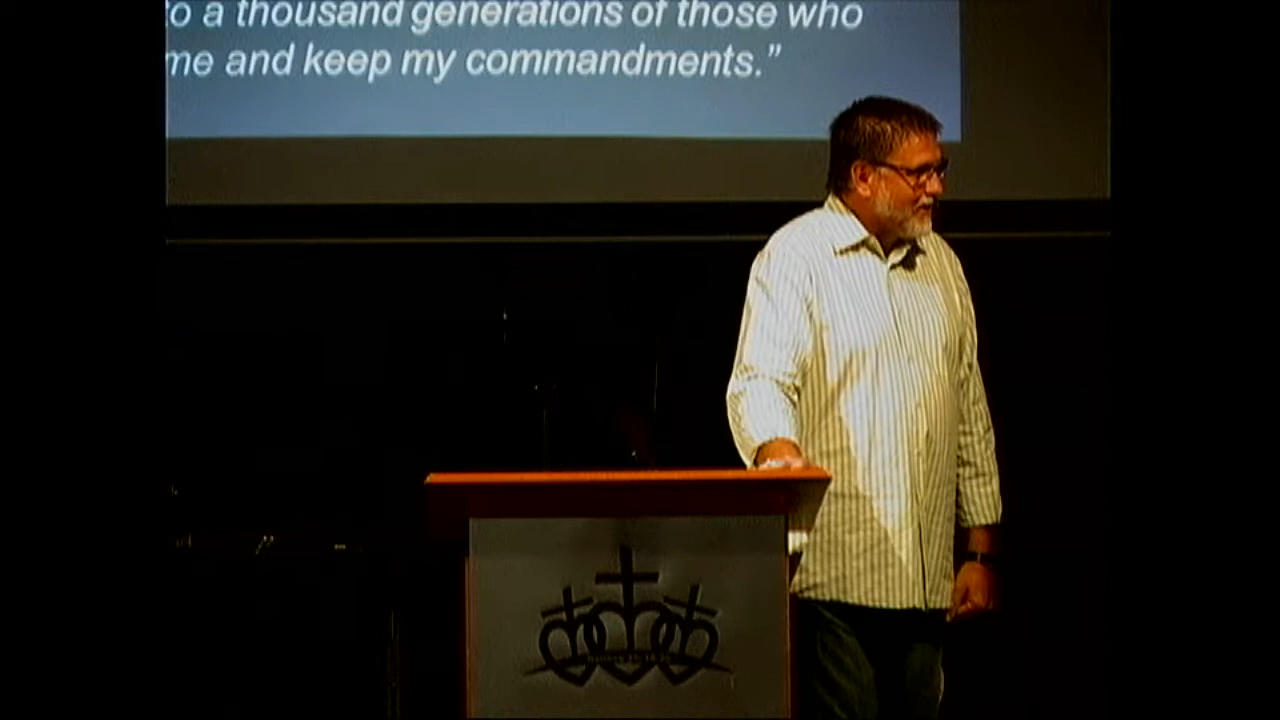 to a thousand generations of those who
me and keep my commandments.”